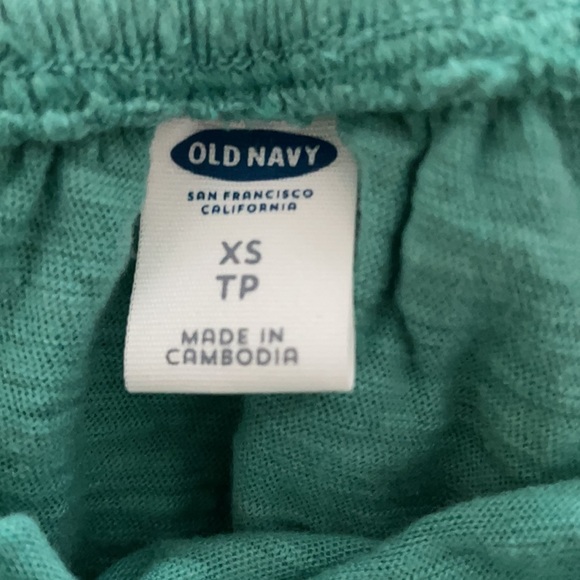 OLD NAVY
SAN FRANCISCO
CALIFORNIA
XS
TP
MADE IN
CAMBODIA